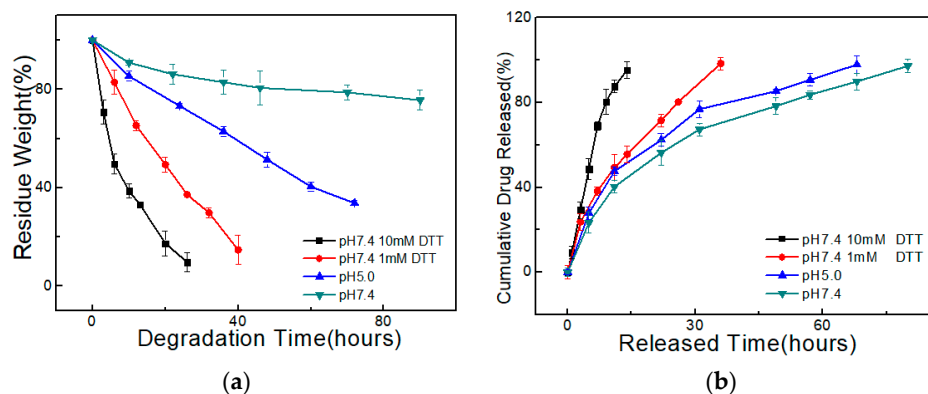 Residue Weight(%)
80
40
0
pH7.4 10mM DTT
pH7.4 1mM DTT
pH5.0
pH7.4
0 40 80
Degradation Time(hours)
(a)
Cumulative Drug Released(%)
120
80
40
0
pH7.4 10mM DTT
pH7.4 1mM DTT
pH5.0
pH7.4
0 30 60
Released Time(hours)
(b)